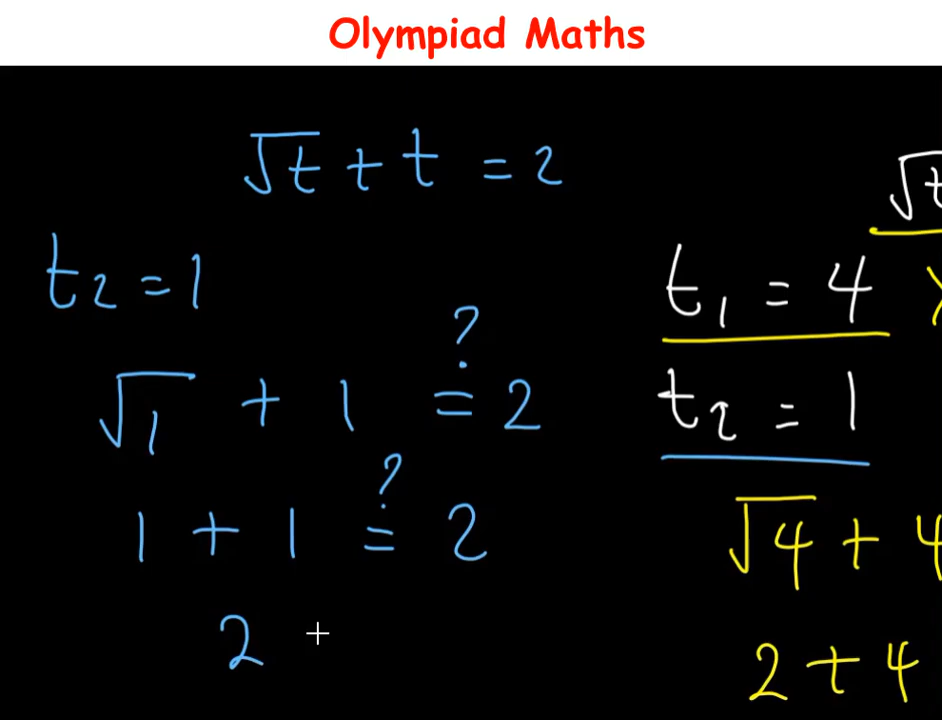 Olympiad Maths
√t + t = 2
t2 = 1
√1 + 1 ?= 2
1 + 1 ?= 2
2
√t
t1 = 4
t2 = 1
√4 + 4
2 + 4